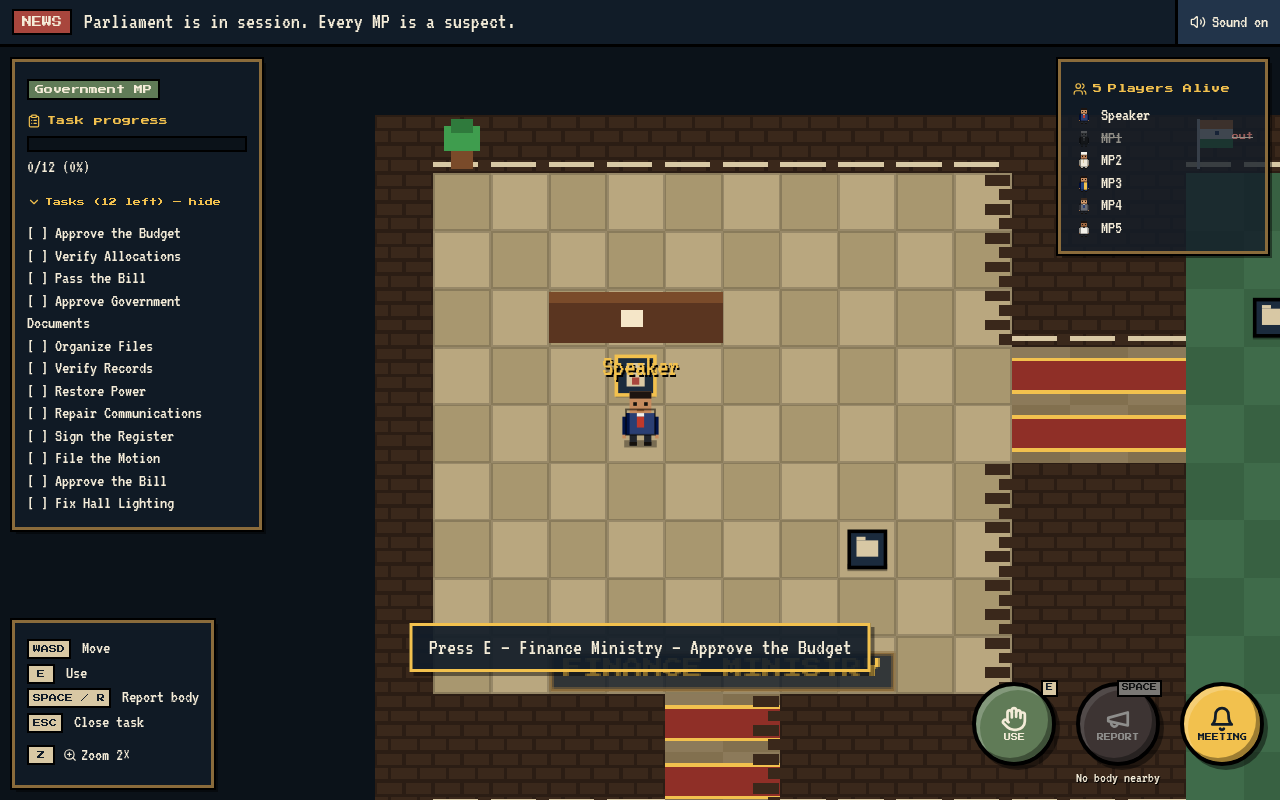 NEWS Parliament is in session. Every MP is a suspect.
Sound on
Government MP
Task progress
0/12 (0%)
Tasks (12 left) — hide
[ ] Approve the Budget
[ ] Verify Allocations
[ ] Pass the Bill
[ ] Approve Government
Documents
[ ] Organize Files
[ ] Verify Records
[ ] Restore Power
[ ] Repair Communications
[ ] Sign the Register
[ ] File the Motion
[ ] Approve the Bill
[ ] Fix Hall Lighting
5 Players Alive
Speaker
MP1 out
MP2
MP3
MP4
MP5
Speaker
Press E — Finance Ministry — Approve the Budget
FINANCE MINISTRY
WASD Move
E Use
SPACE / R Report body
ESC Close task
Z Zoom 2X
E
USE
SPACE
REPORT
MEETING
No body nearby